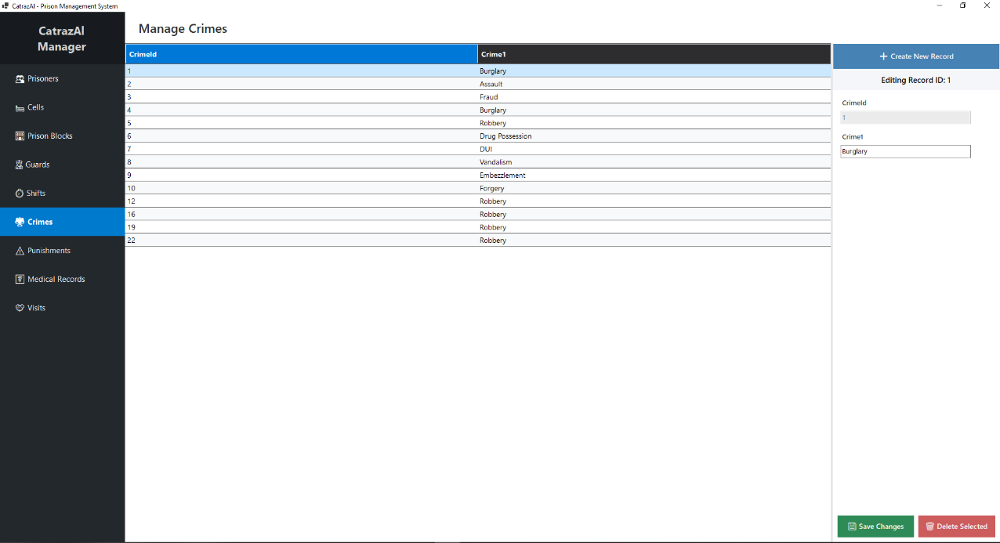 CatrazAI - Prison Management System
CatrazAI
Manager
Prisoners
Cells
Prison Blocks
Guards
Shifts
Crimes
Punishments
Medical Records
Visits
Manage Crimes
CrimeId Crime1
1 Burglary
2 Assault
3 Fraud
4 Burglary
5 Robbery
6 Drug Possession
7 DUI
8 Vandalism
9 Embezzlement
10 Forgery
12 Robbery
16 Robbery
19 Robbery
22 Robbery
+ Create New Record
Editing Record ID: 1
CrimeId
1
Crime1
Burglary
Save Changes
Delete Selected